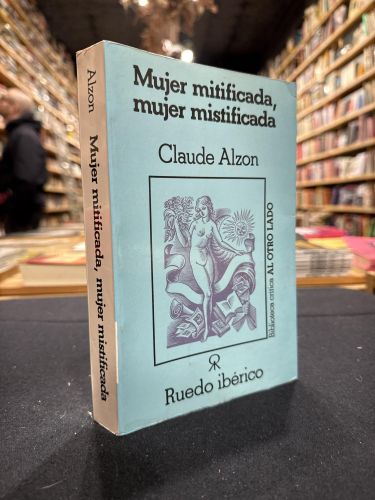 Mujer mitificada,
mujer mistificada
Claude Alzon
Biblioteca crítica AL OTRO LADO
Ruedo ibérico
Alzon
Mujer mitificada, mujer mistificada